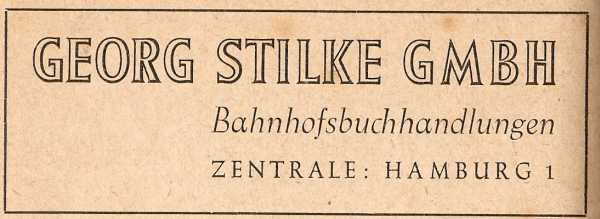 GEORG STILKE GMBH
Bahnhofsbuchhandlungen
ZENTRALE: HAMBURG 1